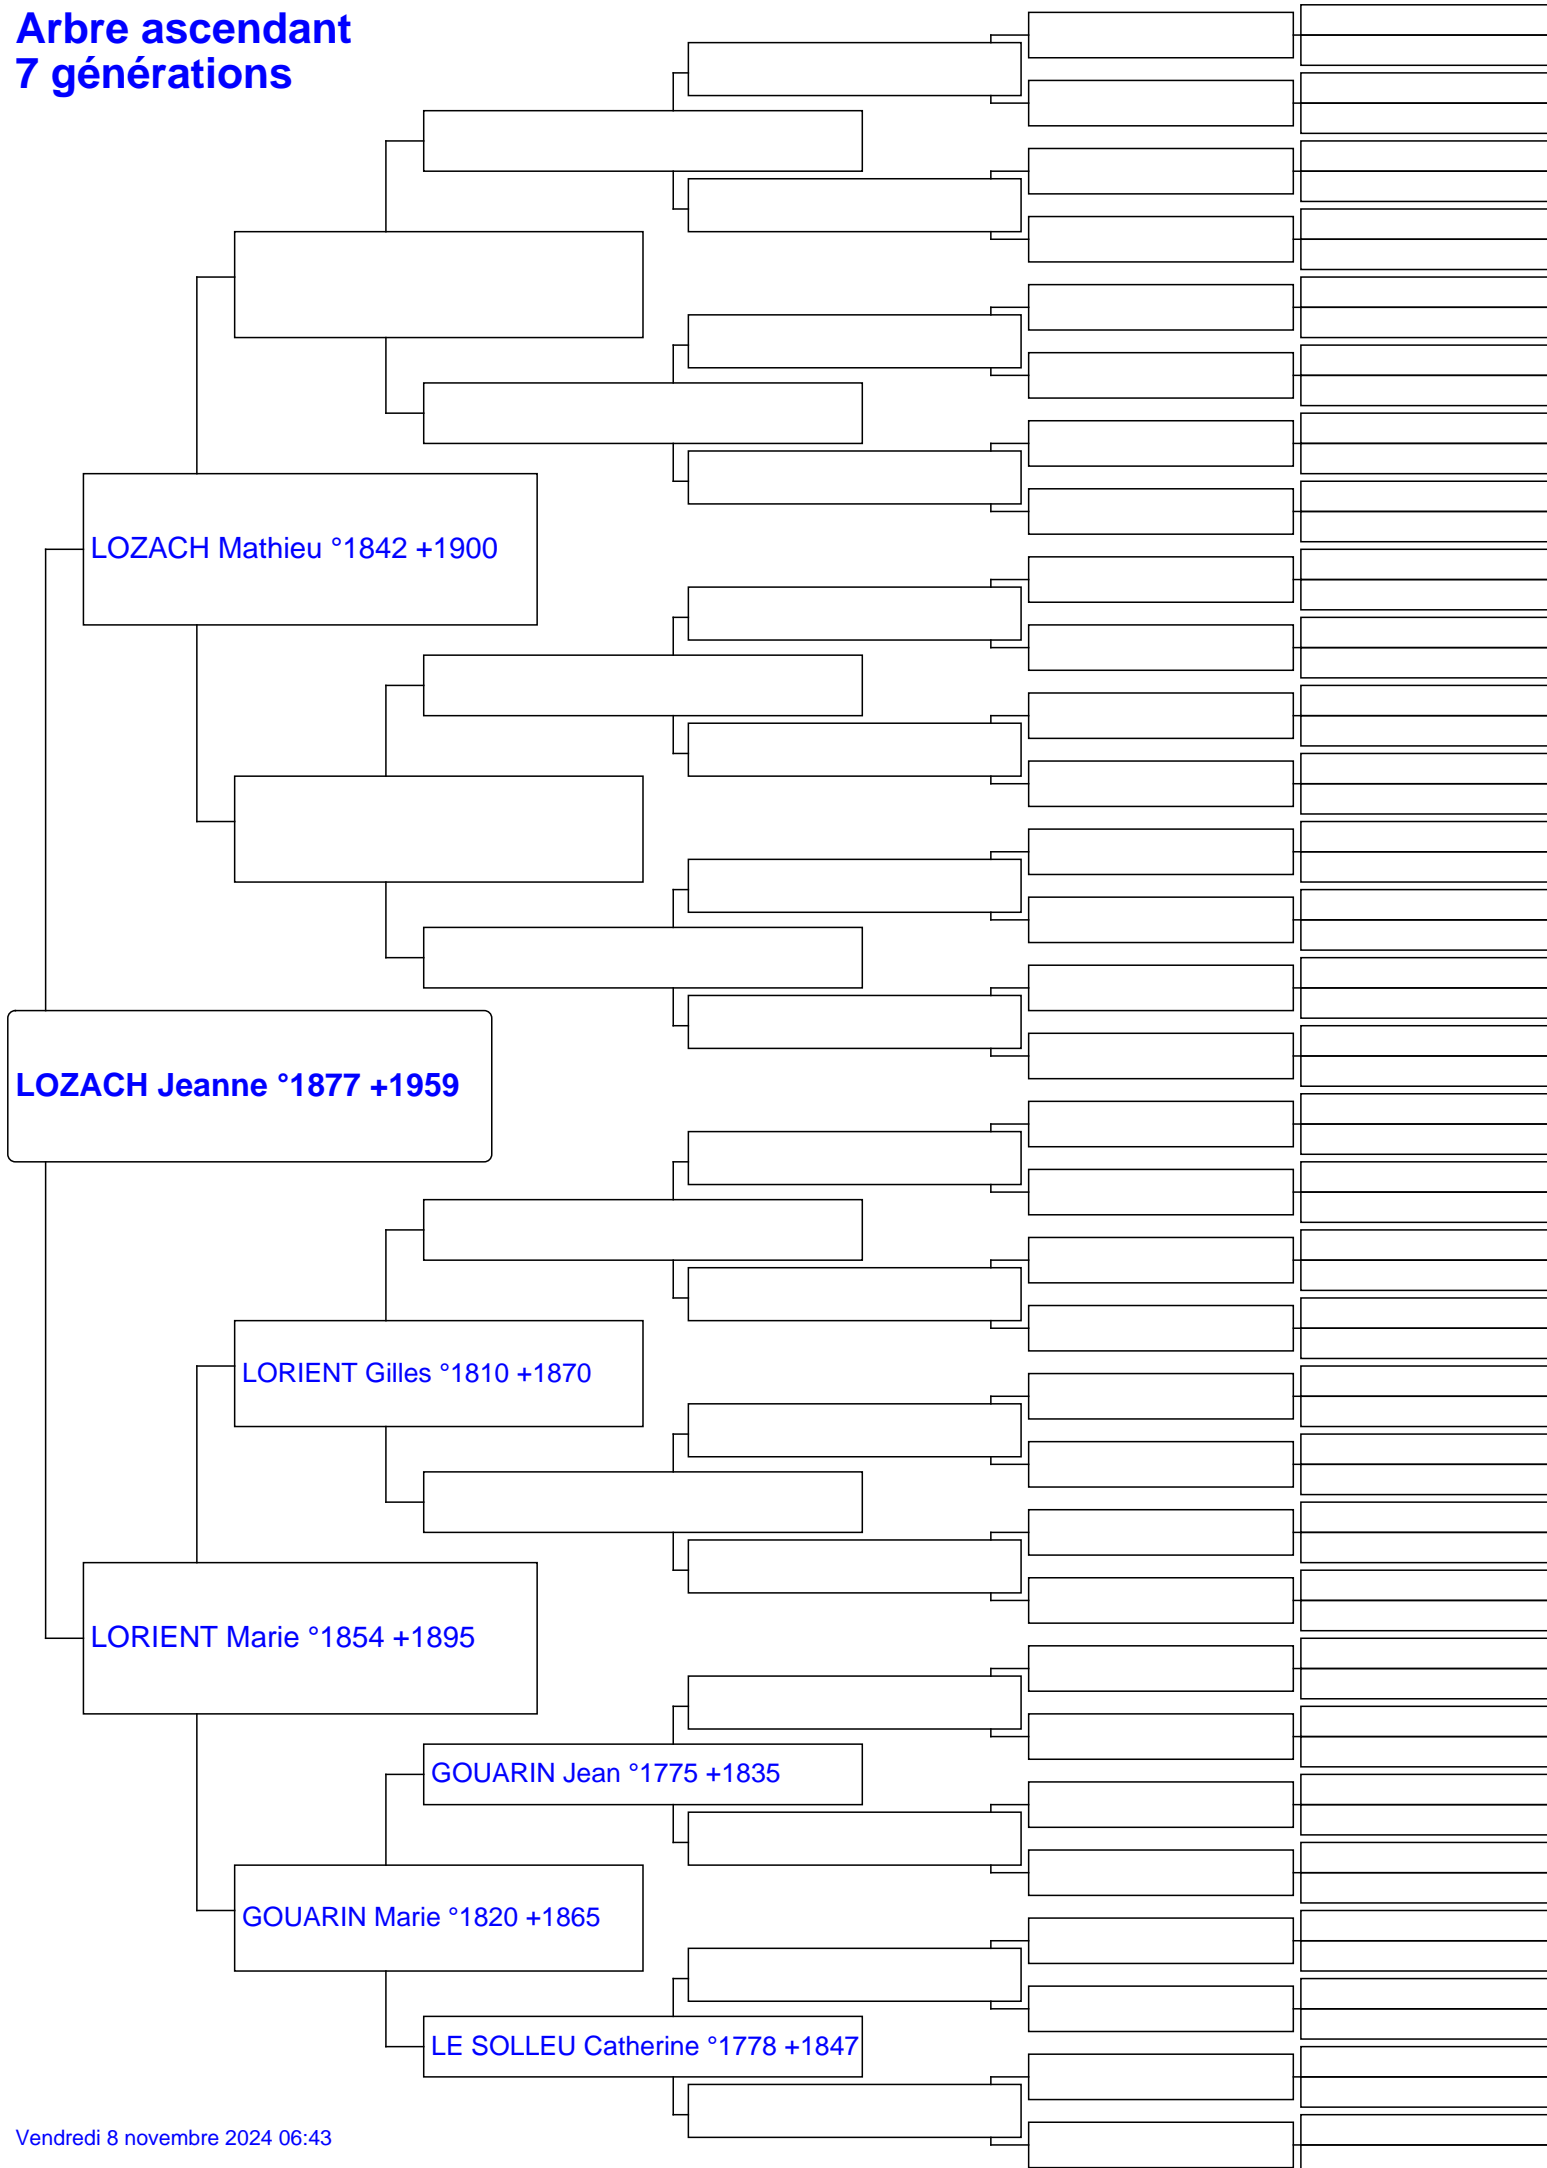 Arbre ascendant
7 générations
LOZACH Mathieu °1842 +1900
LOZACH Jeanne °1877 +1959
LORIENT Gilles °1810 +1870
LORIENT Marie °1854 +1895
GOUARIN Jean °1775 +1835
GOUARIN Marie °1820 +1865
LE SOLLEU Catherine °1778 +1847
Vendredi 8 novembre 2024 06:43